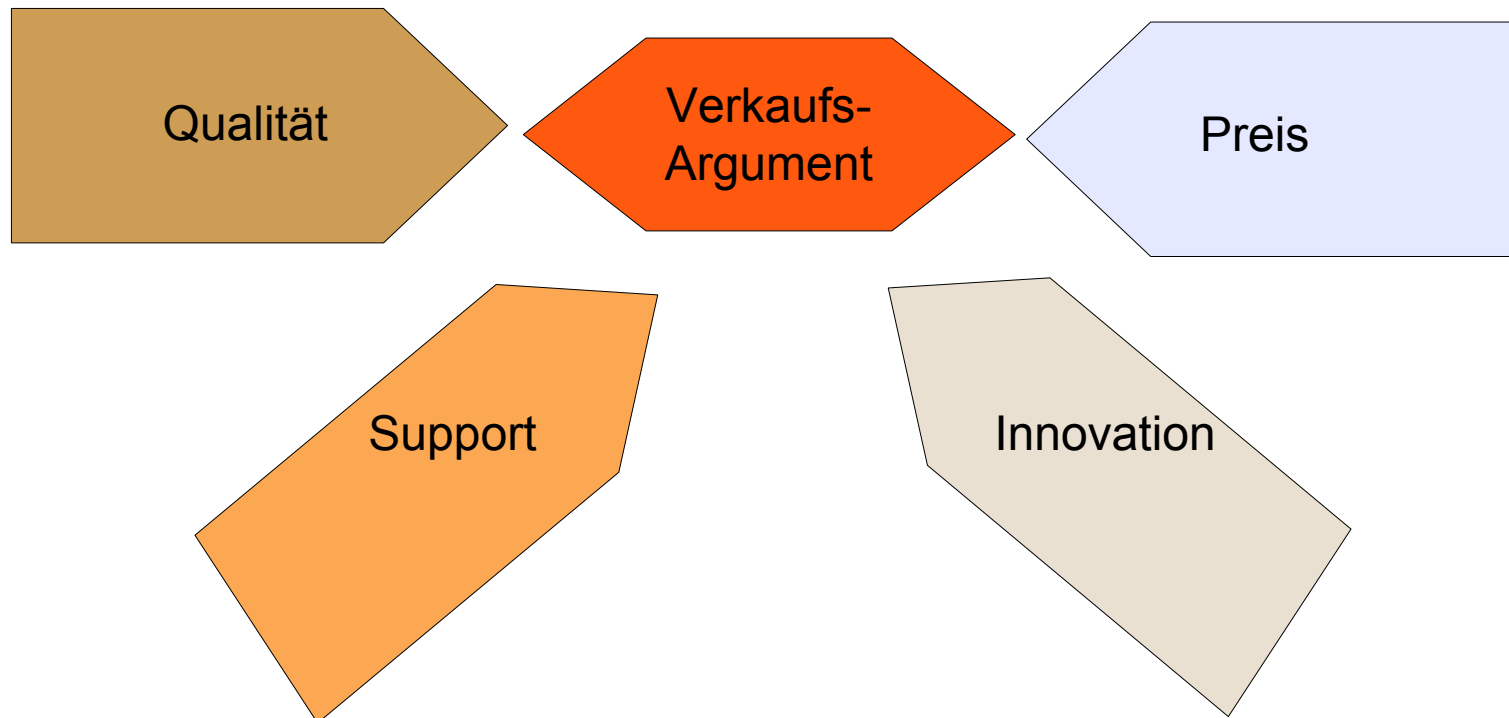 Qualität
Verkaufs-
Argument
Preis
Support
Innovation